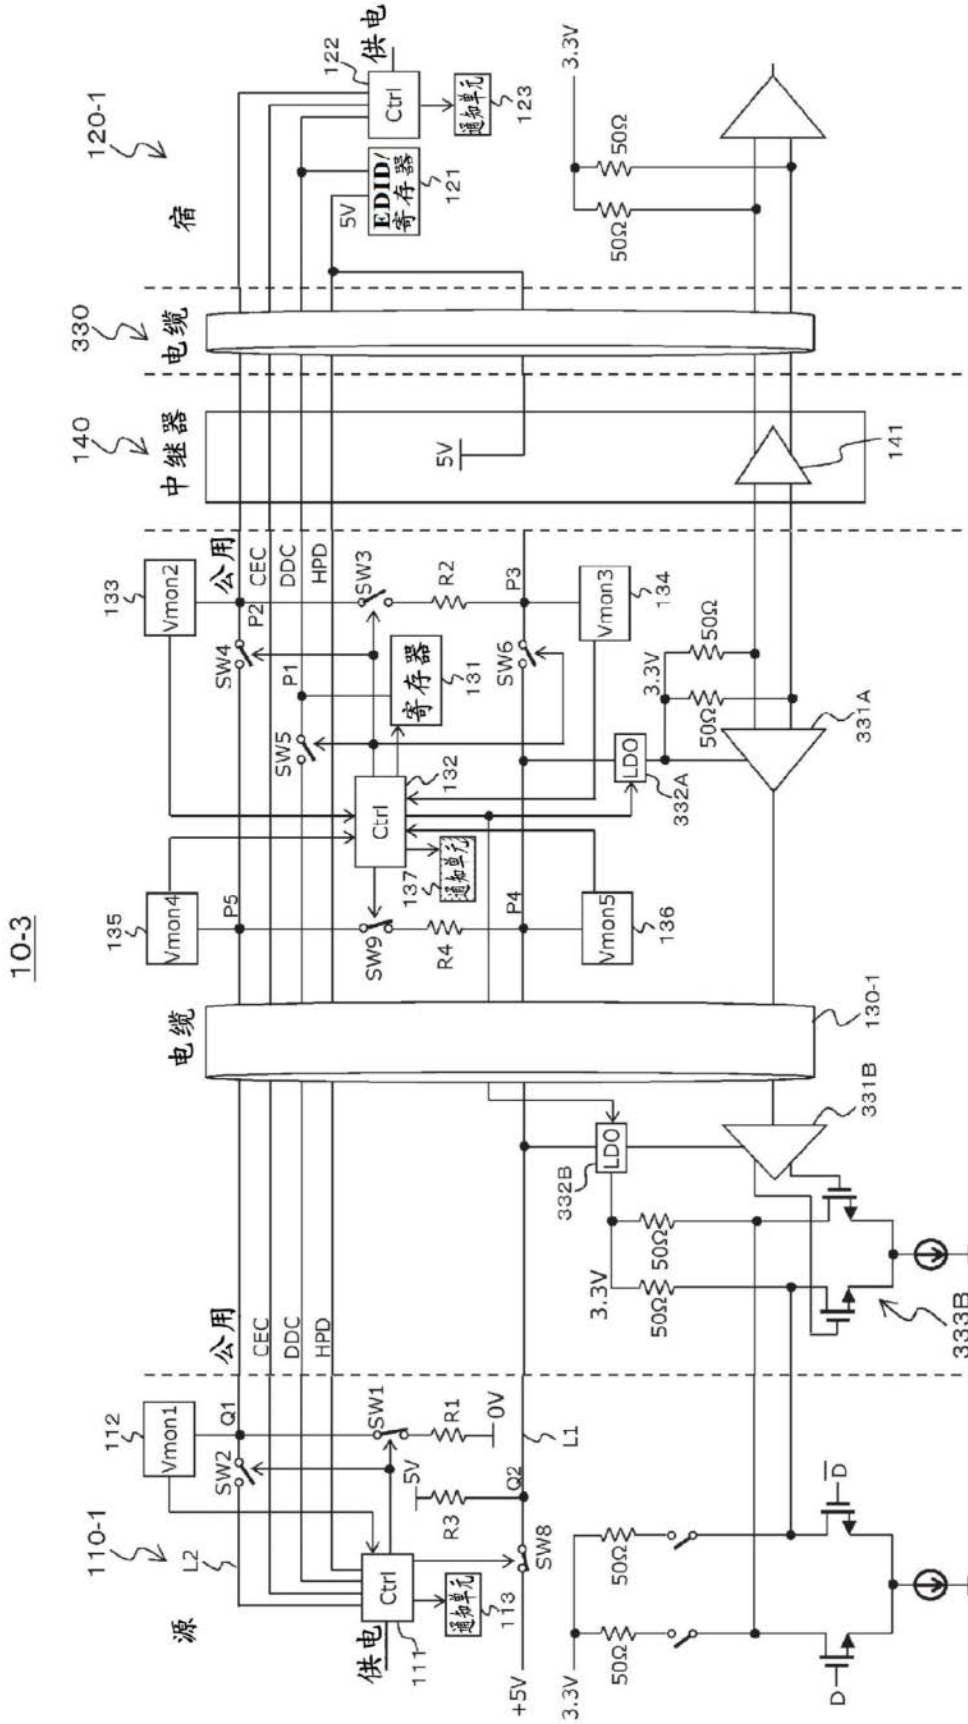 10-3
110-1
源
L2
供电
Ctrl
111
通知单元
113
112
Vmon1
Q1
SW2
SW1
R1
0V
5V
R3
Q2
SW8
L1
+5V
3.3V
50Ω
50Ω
D
D
公用
CEC
DDC
HPD
LDO
332B
3.3V
50Ω
50Ω
331B
333B
电缆
130-1
135
Vmon4
P5
SW9
R4
P4
Vmon5
136
Ctrl
132
137
通知单元
133
Vmon2
P2
SW4
SW5
P1
寄存器
131
SW3
R2
P3
SW6
Vmon3
134
LDO
332A
3.3V
50Ω
50Ω
331A
公用
CEC
DDC
HPD
140
中继器
5V
141
330
电缆
120-1
宿
5V
EDID/
寄存器
121
122
供电
Ctrl
通知单元
123
3.3V
50Ω
50Ω